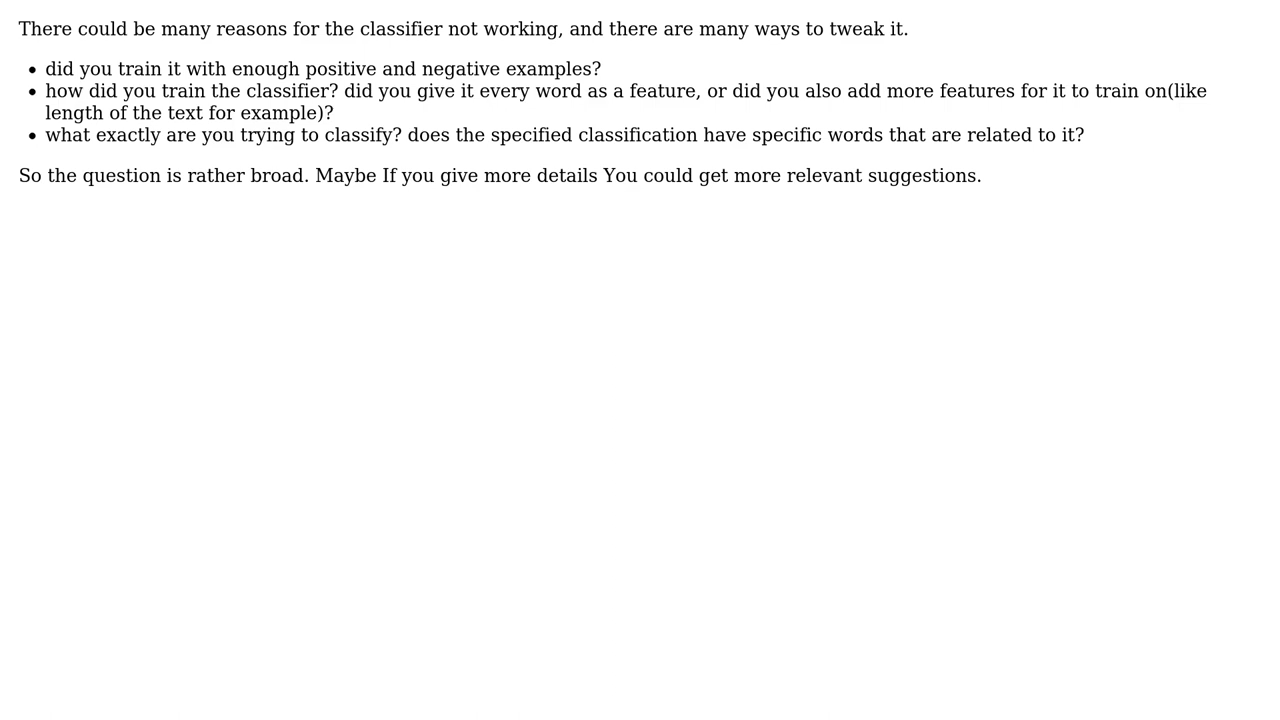 There could be many reasons for the classifier not working, and there are many ways to tweak it.
• did you train it with enough positive and negative examples?
• how did you train the classifier? did you give it every word as a feature, or did you also add more features for it to train on(like
length of the text for example)?
• what exactly are you trying to classify? does the specified classification have specific words that are related to it?
So the question is rather broad. Maybe If you give more details You could get more relevant suggestions.